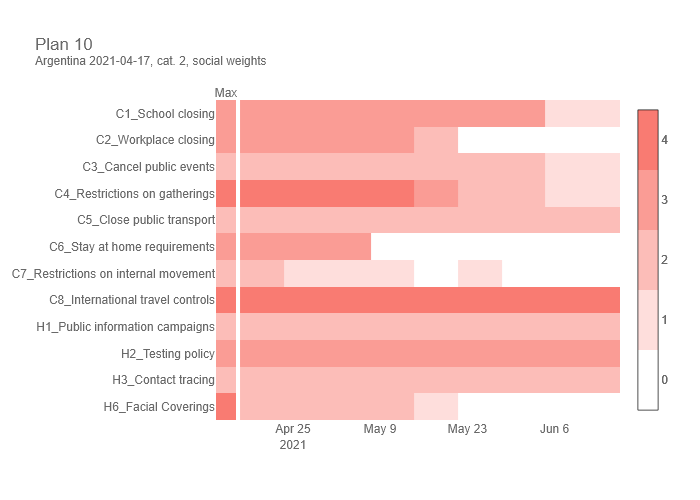 Plan 10
Argentina 2021-04-17, cat. 2, social weights
Max
C1_School closing
C2_Workplace closing
C3_Cancel public events
C4_Restrictions on gatherings
C5_Close public transport
C6_Stay at home requirements
C7_Restrictions on internal movement
C8_International travel controls
H1_Public information campaigns
H2_Testing policy
H3_Contact tracing
H6_Facial Coverings
Apr 25 May 9 May 23 Jun 6
2021
4
3
2
1
0